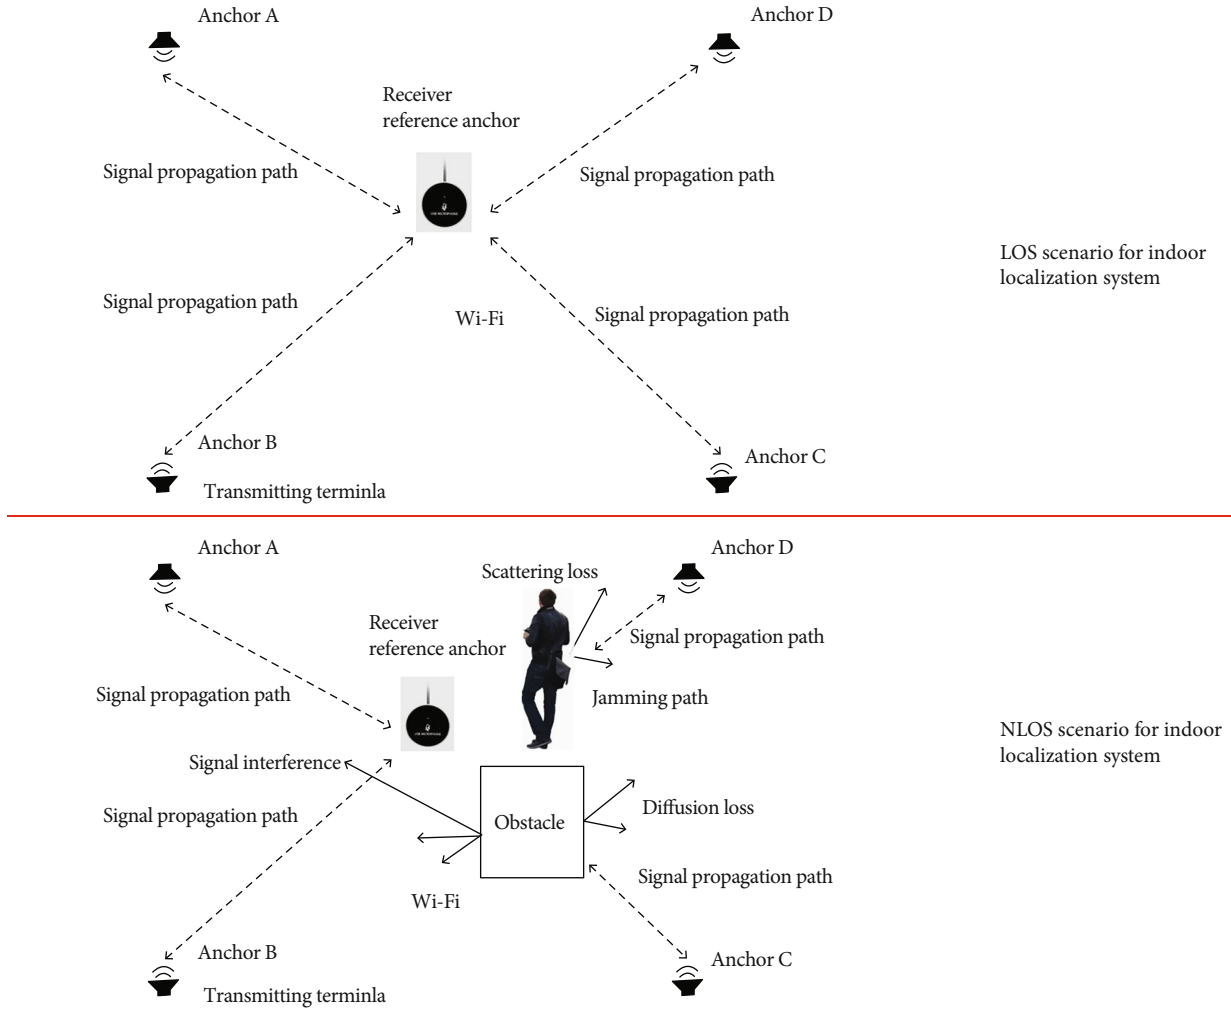 Anchor A
Anchor D
Receiver
reference anchor
Signal propagation path
Signal propagation path
Signal propagation path
Wi-Fi
Signal propagation path
LOS scenario for indoor
localization system
Anchor B
Anchor C
Transmitting terminla
Anchor A
Anchor D
Scattering loss
Receiver
reference anchor
Signal propagation path
Signal propagation path
Jamming path
Signal interference
Signal propagation path
Obstacle
Diffusion loss
NLOS scenario for indoor
localization system
Signal propagation path
Wi-Fi
Anchor B
Anchor C
Transmitting terminla